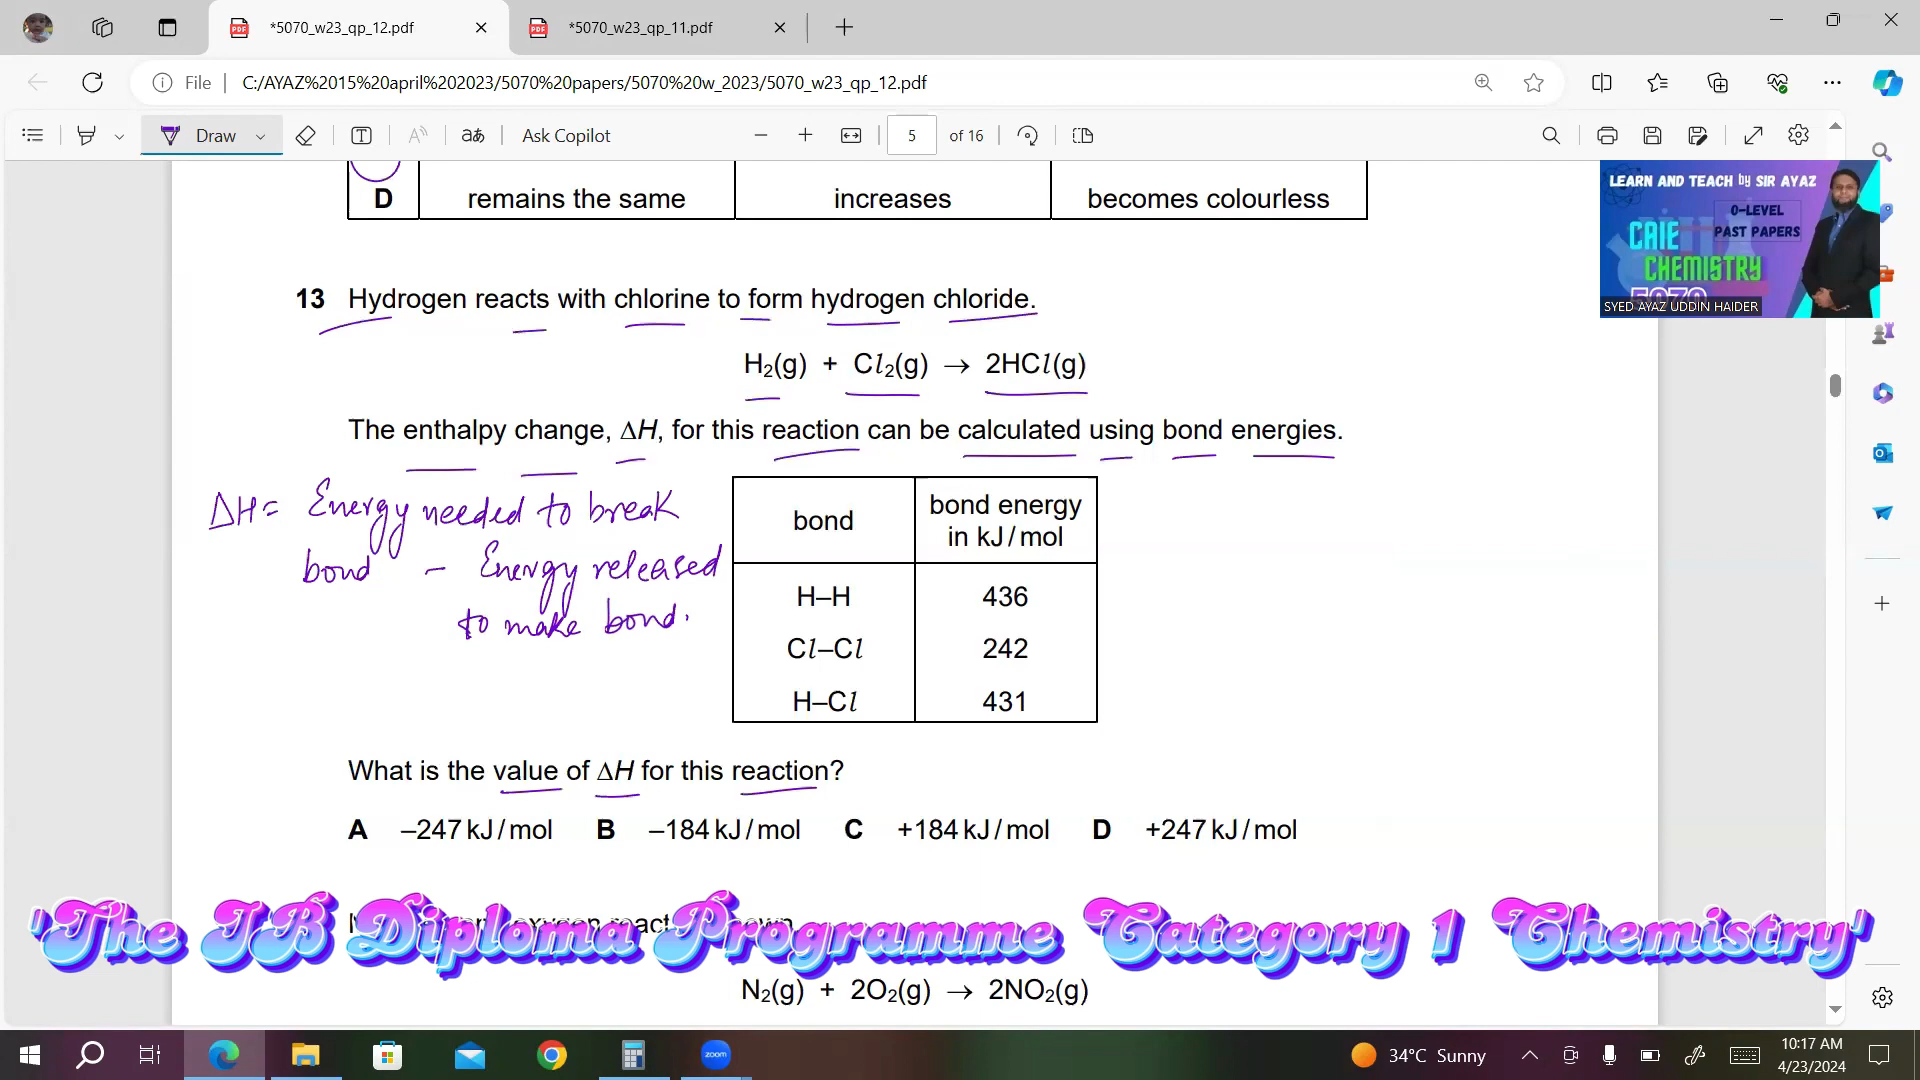 *5070_w23_qp_12.pdf
*5070_w23_qp_11.pdf
File
C:/AYAZ%2015%20april%202023/5070%20papers/5070%20w_2023/5070_w23_qp_12.pdf
Draw
Ask Copilot
5 of 16
D remains the same increases becomes colourless
LEARN AND TEACH by SIR AYAZ
O-LEVEL
PAST PAPERS
CAIE
CHEMISTRY
5070
SYED AYAZ UDDIN HAIDER
13 Hydrogen reacts with chlorine to form hydrogen chloride.
H₂(g) + Cl₂(g) → 2HCl(g)
The enthalpy change, ΔH, for this reaction can be calculated using bond energies.
ΔH = Energy needed to break
bond – Energy released
to make bond.
bond bond energy
in kJ/mol
H–H 436
Cl–Cl 242
H–Cl 431
What is the value of ΔH for this reaction?
A –247 kJ/mol B –184 kJ/mol C +184 kJ/mol D +247 kJ/mol
'The IB Diploma Programme Category 1 Chemistry'
N₂(g) + 2O₂(g) → 2NO₂(g)
zoom
34°C Sunny
10:17 AM
4/23/2024